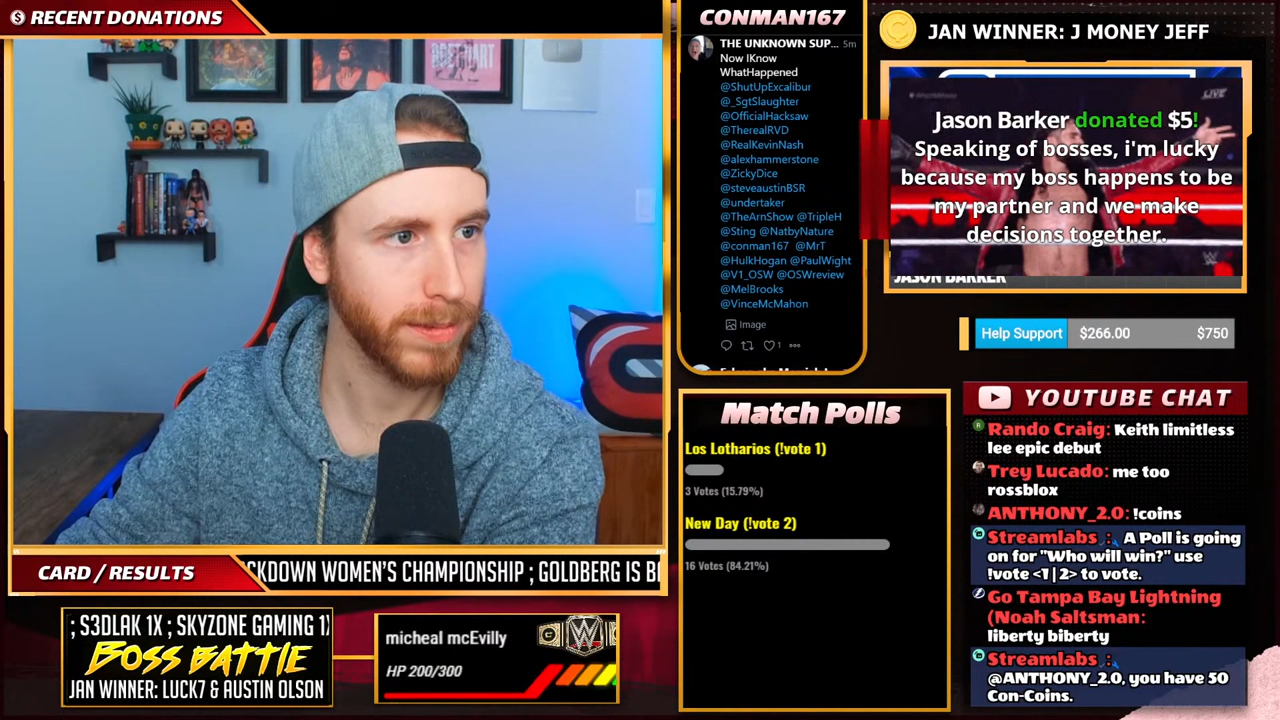 RECENT DONATIONS
BRET HART
CARD / RESULTS
CKDOWN WOMEN'S CHAMPIONSHIP ; GOLDBERG IS B
; S3DLAK 1X ; SKYZONE GAMING 1
BOSS BATTLE
JAN WINNER: LUCK7 & AUSTIN OLSON
micheal mcEvilly
HP 200/300
CONMAN167
THE UNKNOWN SUP... 5m
Now IKnow
WhatHappened
@ShutUpExcalibur
@_SgtSlaughter
@OfficialHacksaw
@TherealRVD
@RealKevinNash
@alexhammerstone
@ZickyDice
@steveaustinBSR
@undertaker
@TheArnShow @TripleH
@Sting @NatbyNature
@conman167 @MrT
@HulkHogan @PaulWight
@V1_OSW @OSWreview
@MelBrooks
@VinceMcMahon
Image
1
Match Polls
Los Lotharios (!vote 1)
3 Votes (15.79%)
New Day (!vote 2)
16 Votes (84.21%)
JAN WINNER: J MONEY JEFF
LIVE
Jason Barker donated $5!
Speaking of bosses, i'm lucky
because my boss happens to be
my partner and we make
decisions together.
JASON BARKER
Help Support $266.00 $750
YOUTUBE CHAT
Rando Craig: Keith limitless
lee epic debut
Trey Lucado: me too
rossblox
ANTHONY_2.0: !coins
Streamlabs : A Poll is going
on for "Who will win?" use
!vote <1 | 2> to vote.
Go Tampa Bay Lightning
(Noah Saltsman:
liberty biberty
Streamlabs :
@ANTHONY_2.0, you have 50
Con-Coins.